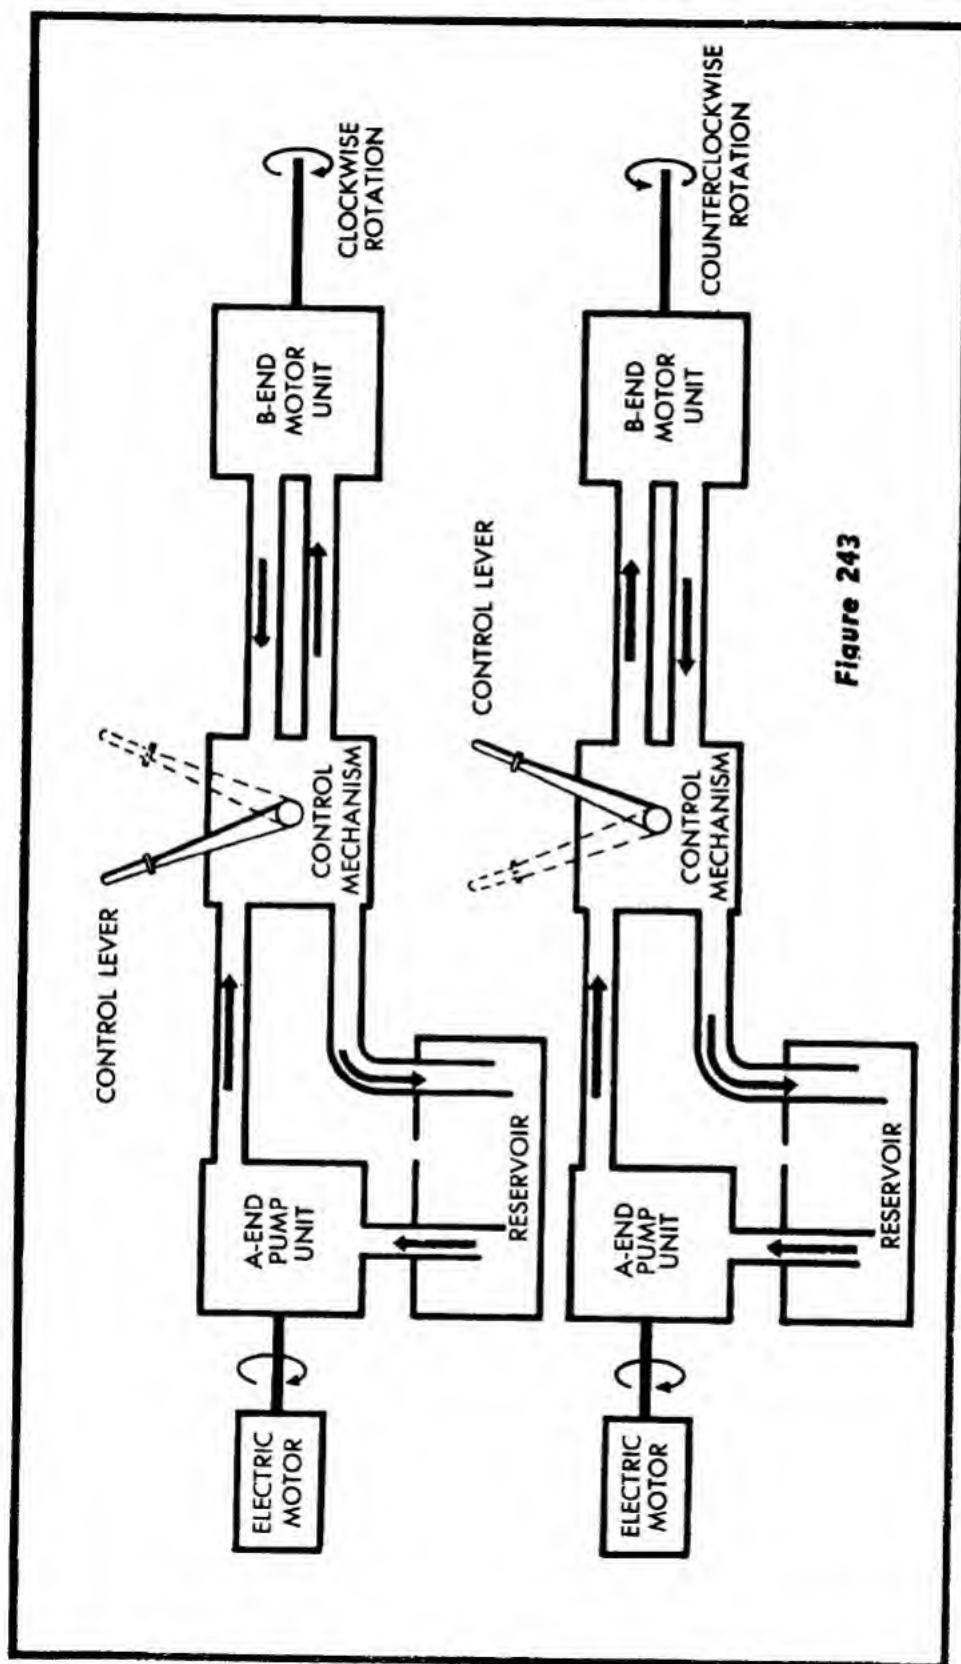 CONTROL LEVER
ELECTRIC
MOTOR
A-END
PUMP
UNIT
RESERVOIR
CONTROL
MECHANISM
B-END
MOTOR
UNIT
CLOCKWISE
ROTATION
CONTROL LEVER
ELECTRIC
MOTOR
A-END
PUMP
UNIT
RESERVOIR
CONTROL
MECHANISM
B-END
MOTOR
UNIT
COUNTERCLOCKWISE
ROTATION
Figure 243